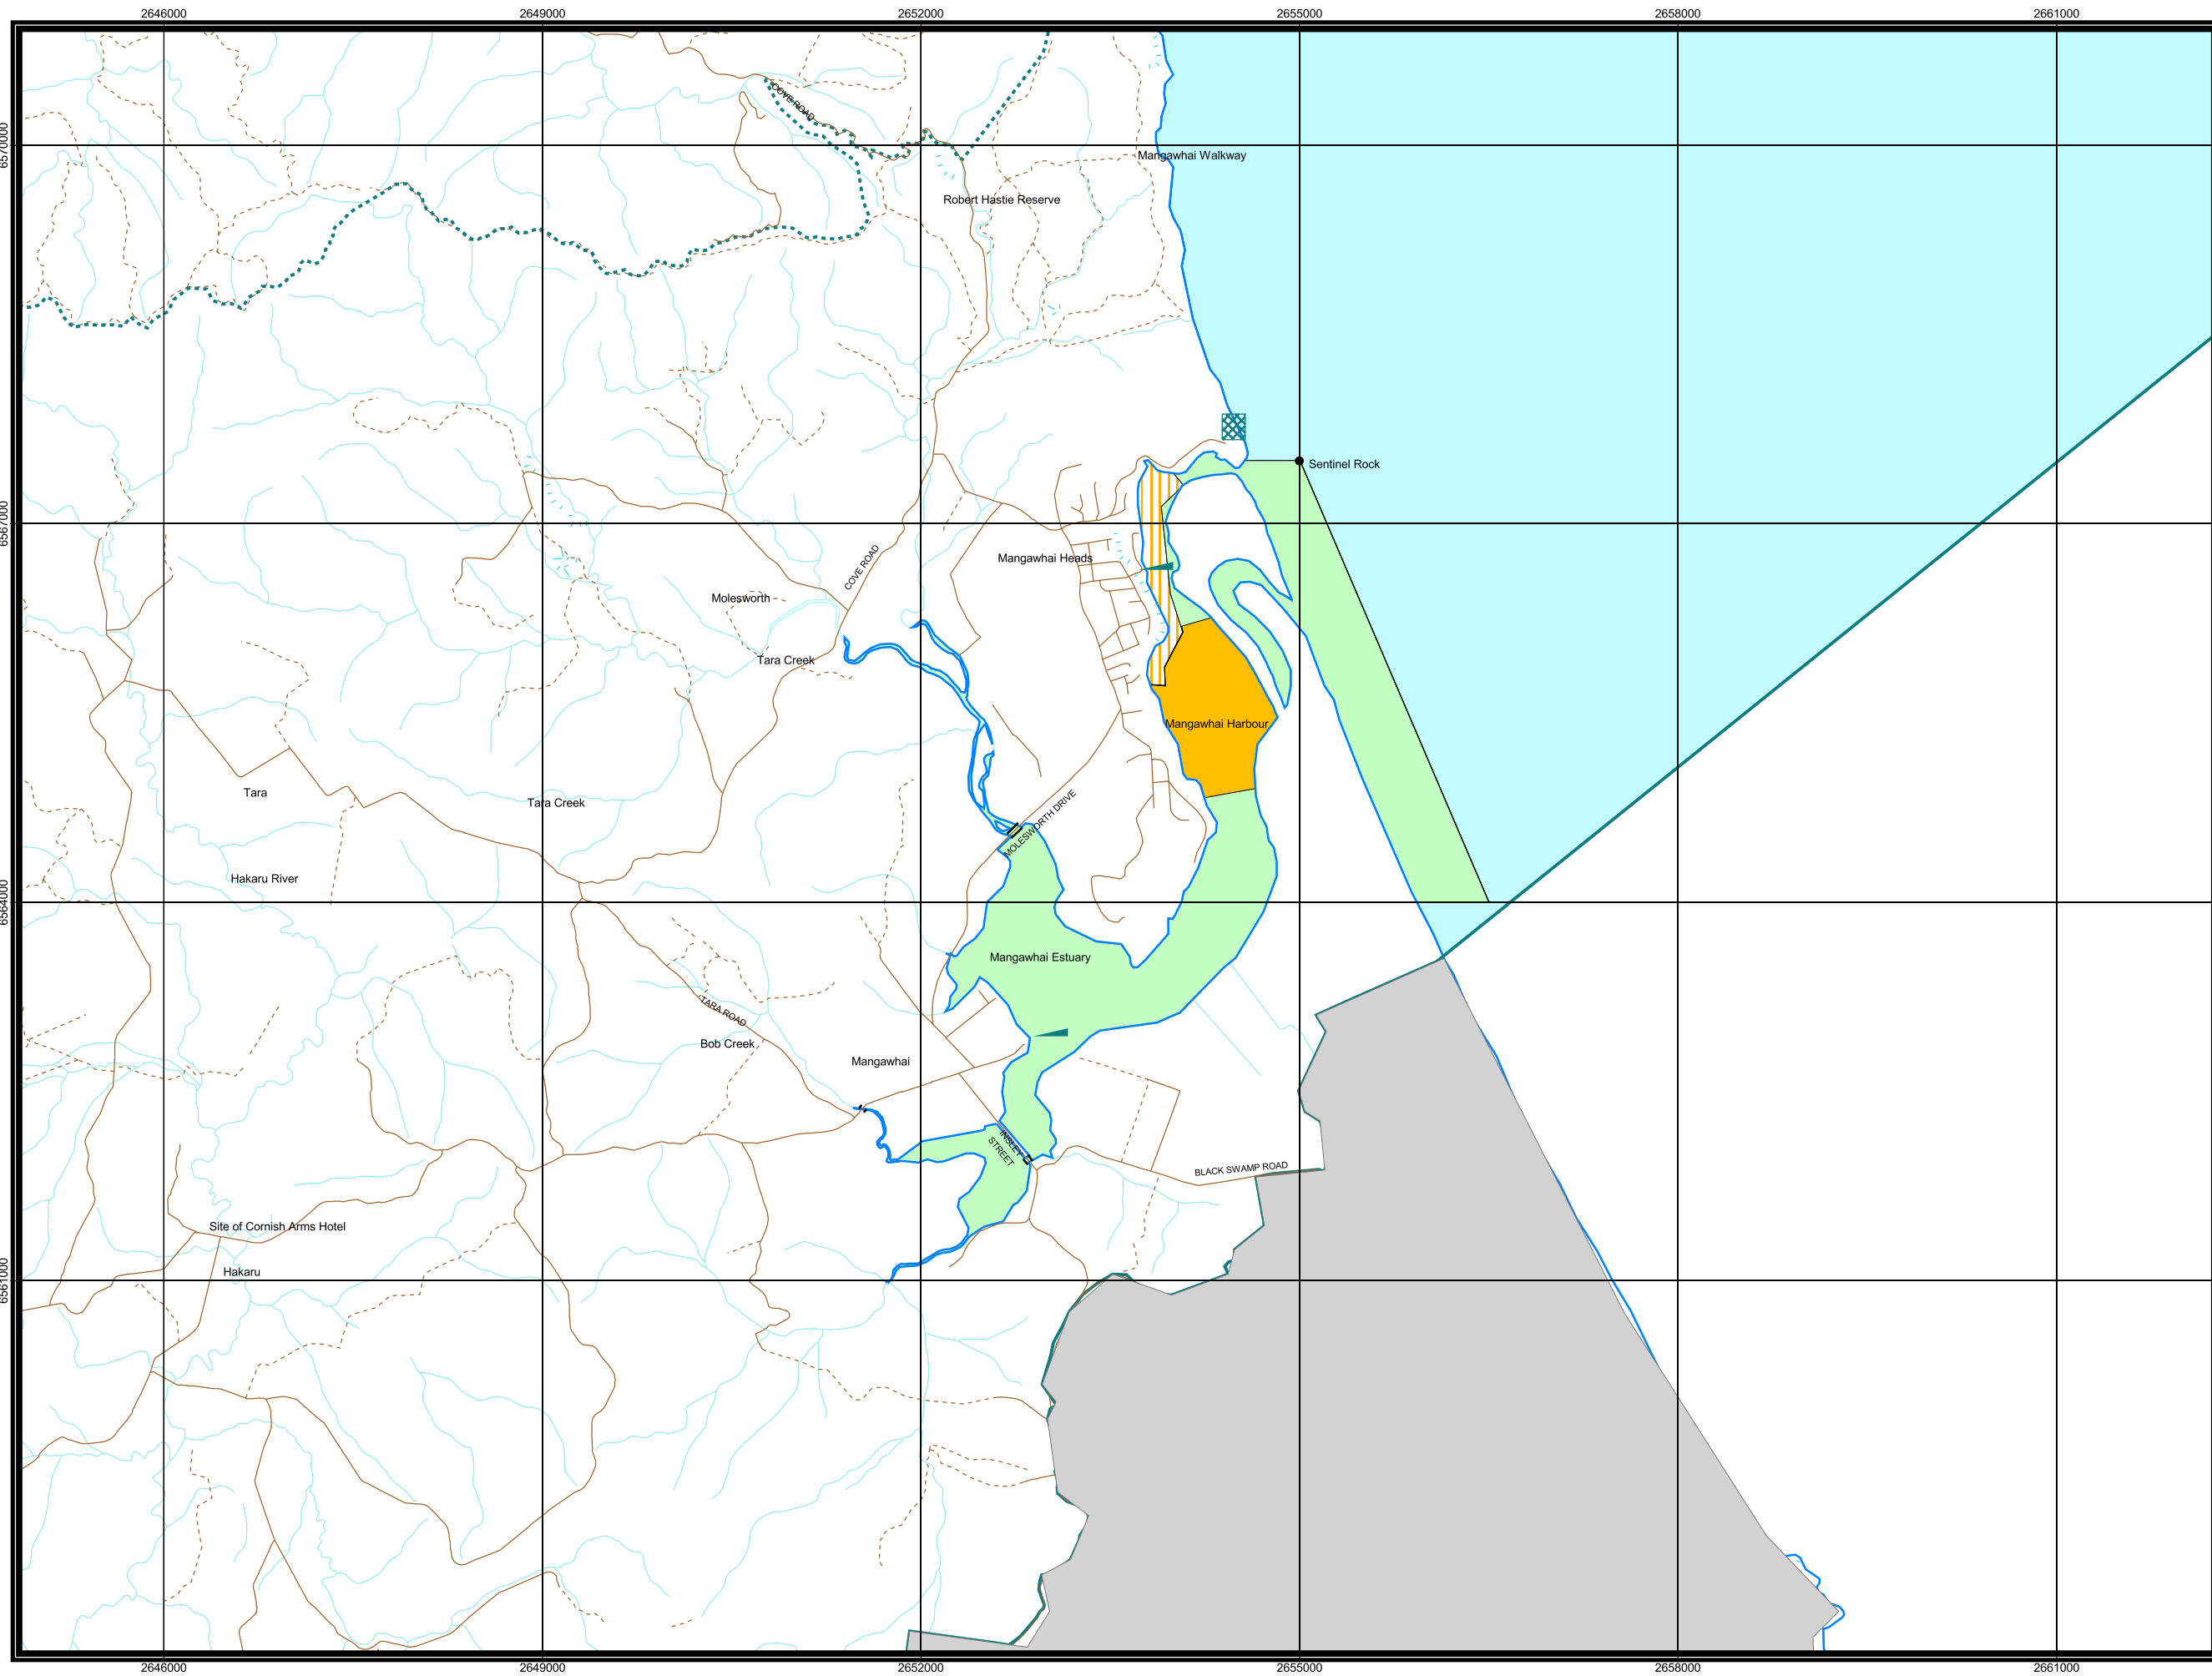 2646000 2649000 2652000 2655000 2658000 2661000
COVE ROAD
6570000
Mangawhai Walkway
Robert Hastie Reserve
Sentinel Rock
6567000
Mangawhai Heads
COVE ROAD
Molesworth
Tara Creek
Mangawhai Harbour
Tara
Tara Creek
MOLESWORTH DRIVE
Hakaru River
6564000
Mangawhai Estuary
TARA ROAD
Bob Creek
Mangawhai
INSLEY
STREET
BLACK SWAMP ROAD
Site of Cornish Arms Hotel
Hakaru
6561000
2646000 2649000 2652000 2655000 2658000 2661000